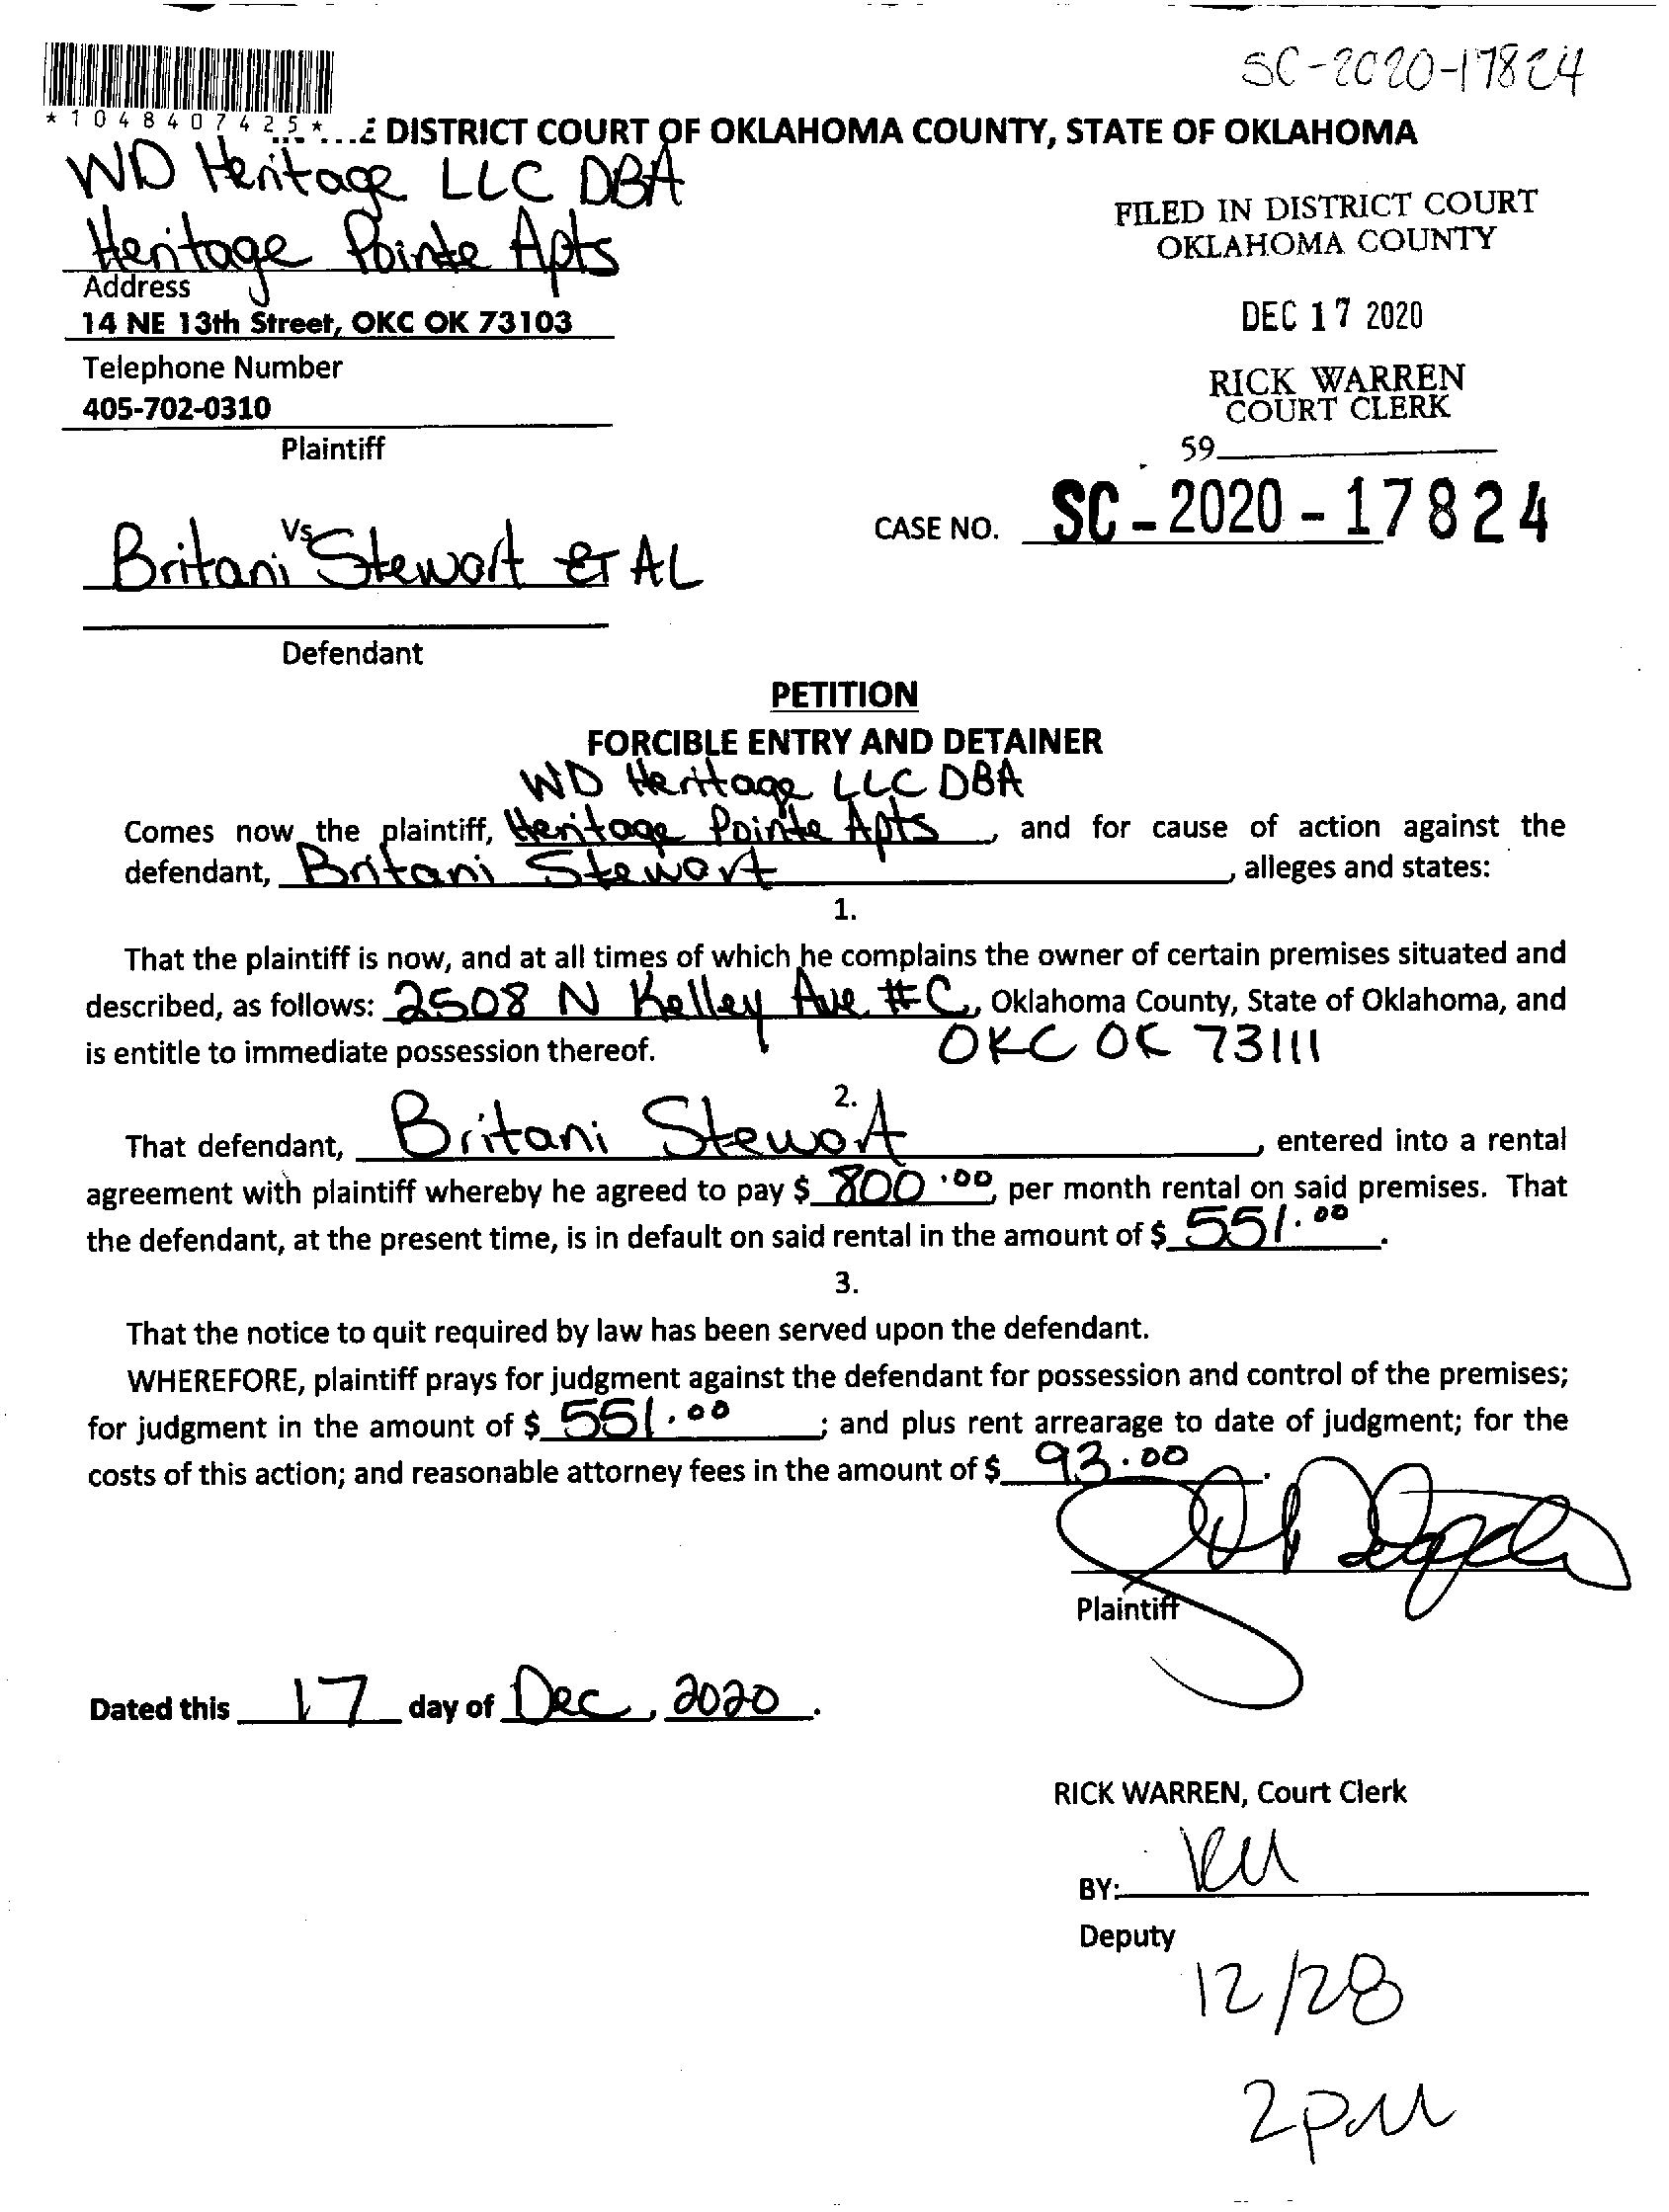 SC-2020-17824
*1048407425*
DISTRICT COURT OF OKLAHOMA COUNTY, STATE OF OKLAHOMA
WD Heritage LLC DBA
Heritage Pointe Apts
Address
14 NE 13th Street, OKC OK 73103
Telephone Number
405-702-0310
Plaintiff
FILED IN DISTRICT COURT
OKLAHOMA COUNTY
DEC 17 2020
RICK WARREN
COURT CLERK
59
Vs
Britani Stewart Et AL
Defendant
CASE NO. SC-2020-17824
PETITION
FORCIBLE ENTRY AND DETAINER
WD Heritage LLC DBA
Comes now the plaintiff, Heritage Pointe Apts, and for cause of action against the
defendant, Britani Stewart, alleges and states:
1.
That the plaintiff is now, and at all times of which he complains the owner of certain premises situated and
described, as follows: 2508 N Kelley Ave #C, Oklahoma County, State of Oklahoma, and
is entitle to immediate possession thereof. OKC OK 73111
2.
That defendant, Britani Stewart, entered into a rental
agreement with plaintiff whereby he agreed to pay $ 800.00, per month rental on said premises. That
the defendant, at the present time, is in default on said rental in the amount of $ 551.00.
3.
That the notice to quit required by law has been served upon the defendant.
WHEREFORE, plaintiff prays for judgment against the defendant for possession and control of the premises;
for judgment in the amount of $ 551.00; and plus rent arrearage to date of judgment; for the
costs of this action; and reasonable attorney fees in the amount of $ 93.00.
Plaintiff
Dated this 17 day of Dec, 2020.
RICK WARREN, Court Clerk
BY:
Deputy
12/28
2pm